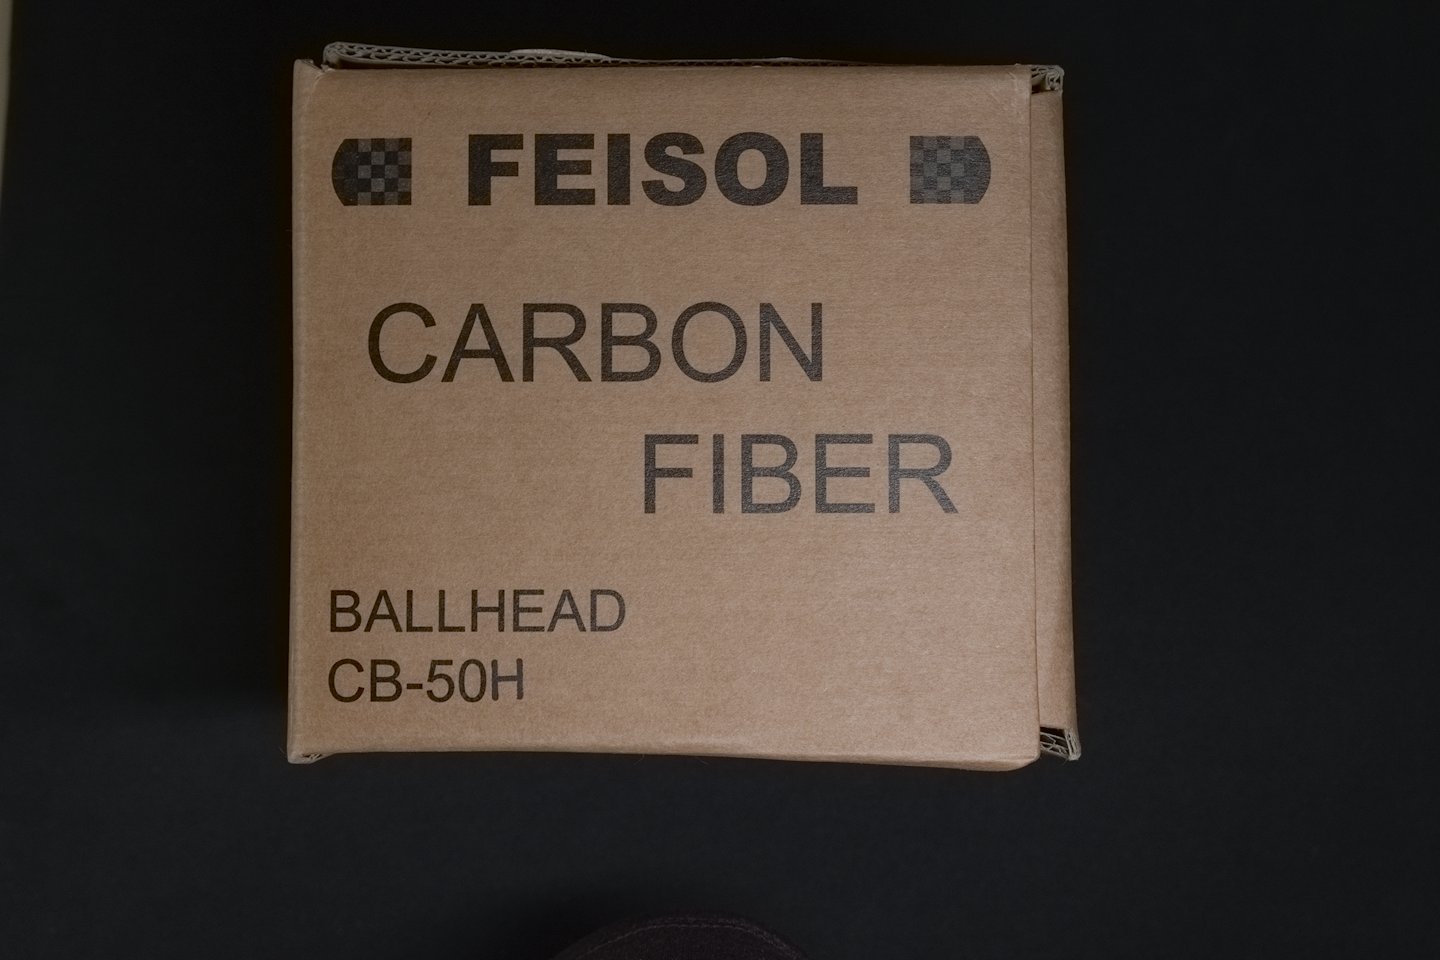 FEISOL
CARBON
FIBER
BALLHEAD
CB-50H